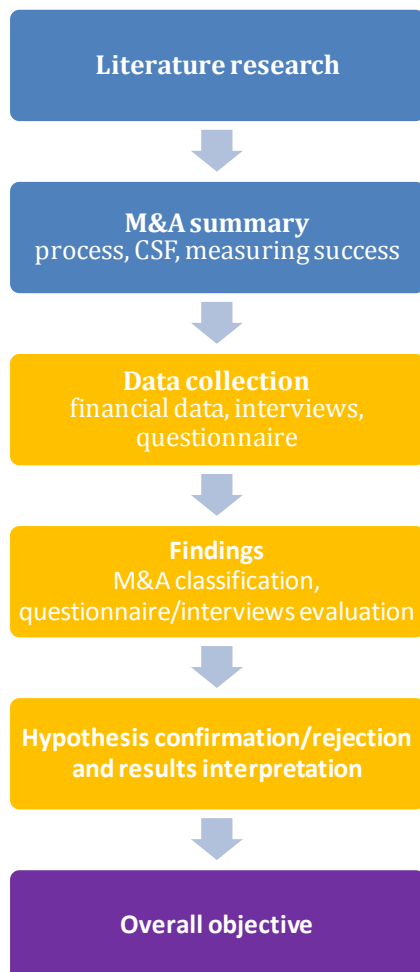 Literature research
M&A summary
process, CSF, measuring success
Data collection
financial data, interviews,
questionnaire
Findings
M&A classification,
questionnaire/interviews evaluation
Hypothesis confirmation/rejection
and results interpretation
Overall objective